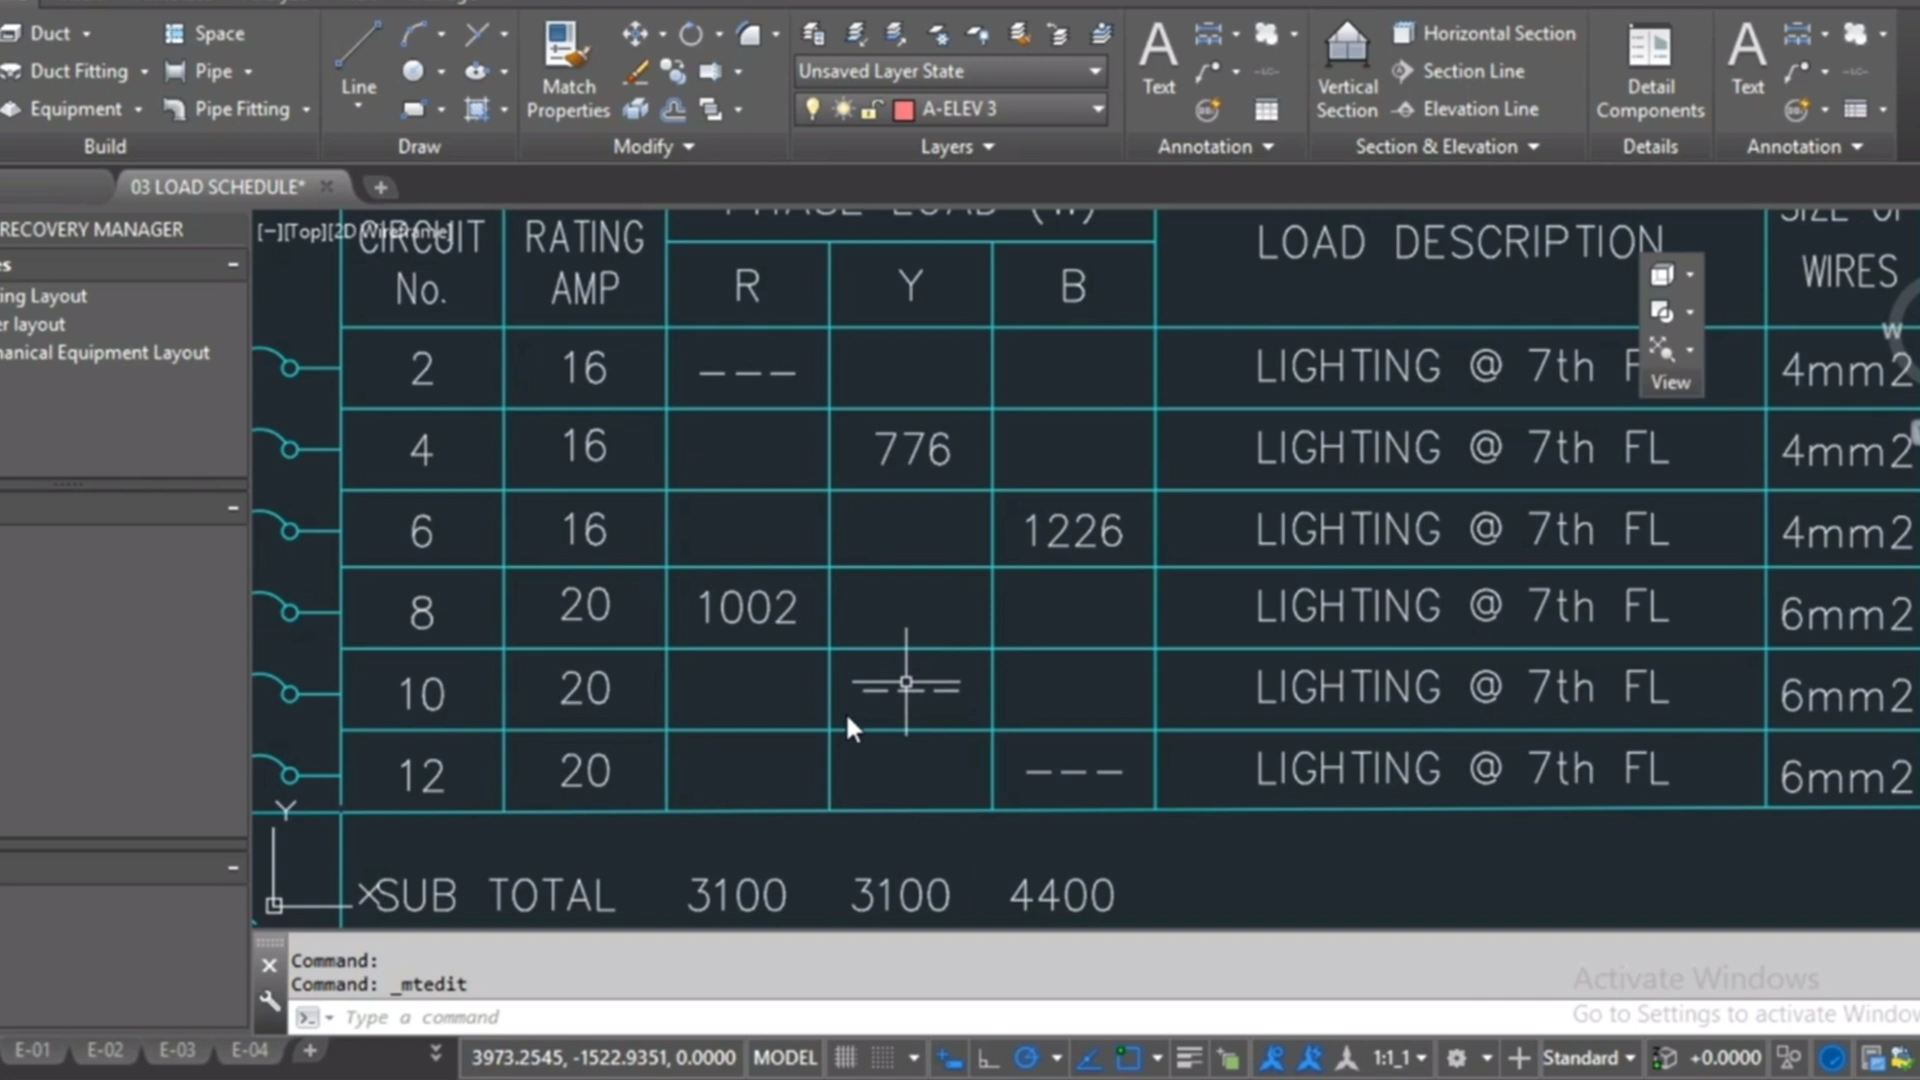 Duct
Space
Duct Fitting
Pipe
Equipment
Pipe Fitting
Build
Line
Draw
Match
Properties
Modify
Unsaved Layer State
A-ELEV 3
Layers
Text
Annotation
Vertical
Section
Horizontal Section
Section Line
Elevation Line
Section & Elevation
Detail
Components
Details
Text
Annotation
03 LOAD SCHEDULE*
RECOVERY MANAGER
ing Layout
er layout
anical Equipment Layout
[−][Top][2D Wireframe]
CIRCUIT
No.
RATING
AMP
PHASE LOAD (W)
R Y B
LOAD DESCRIPTION
SIZE OF
WIRES
W
View
2 16 --- LIGHTING @ 7th F 4mm2
4 16 776 LIGHTING @ 7th FL 4mm2
6 16 1226 LIGHTING @ 7th FL 4mm2
8 20 1002 LIGHTING @ 7th FL 6mm2
10 20 --- LIGHTING @ 7th FL 6mm2
12 20 --- LIGHTING @ 7th FL 6mm2
Y
X
SUB TOTAL 3100 3100 4400
Command:
Command: _mtedit
Type a command
Activate Windows
Go to Settings to activate Window
E-01 E-02 E-03 E-04
3973.2545, -1522.9351, 0.0000 MODEL 1:1_1 Standard +0.0000